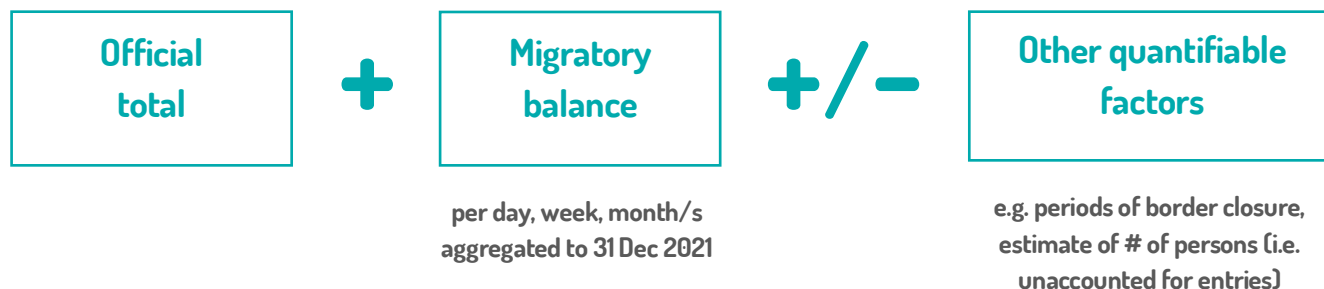 Official
total
+
Migratory
balance
+/-
Other quantifiable
factors
per day, week, month/s
aggregated to 31 Dec 2021
e.g. periods of border closure,
estimate of # of persons (i.e.
unaccounted for entries)